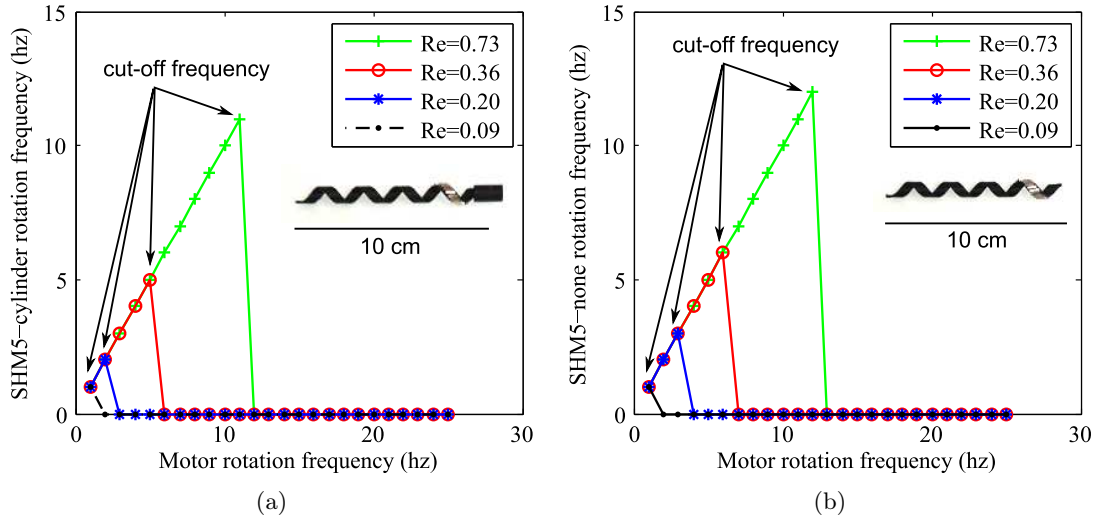 15
10
5
0
0
10
20
30
SHM5−cylinder rotation frequency (hz)
Motor rotation frequency (hz)
cut-off frequency
Re=0.73
Re=0.36
Re=0.20
Re=0.09
10 cm
(a)
15
10
5
0
0
10
20
30
SHM5−none rotation frequency (hz)
Motor rotation frequency (hz)
cut-off frequency
Re=0.73
Re=0.36
Re=0.20
Re=0.09
10 cm
(b)